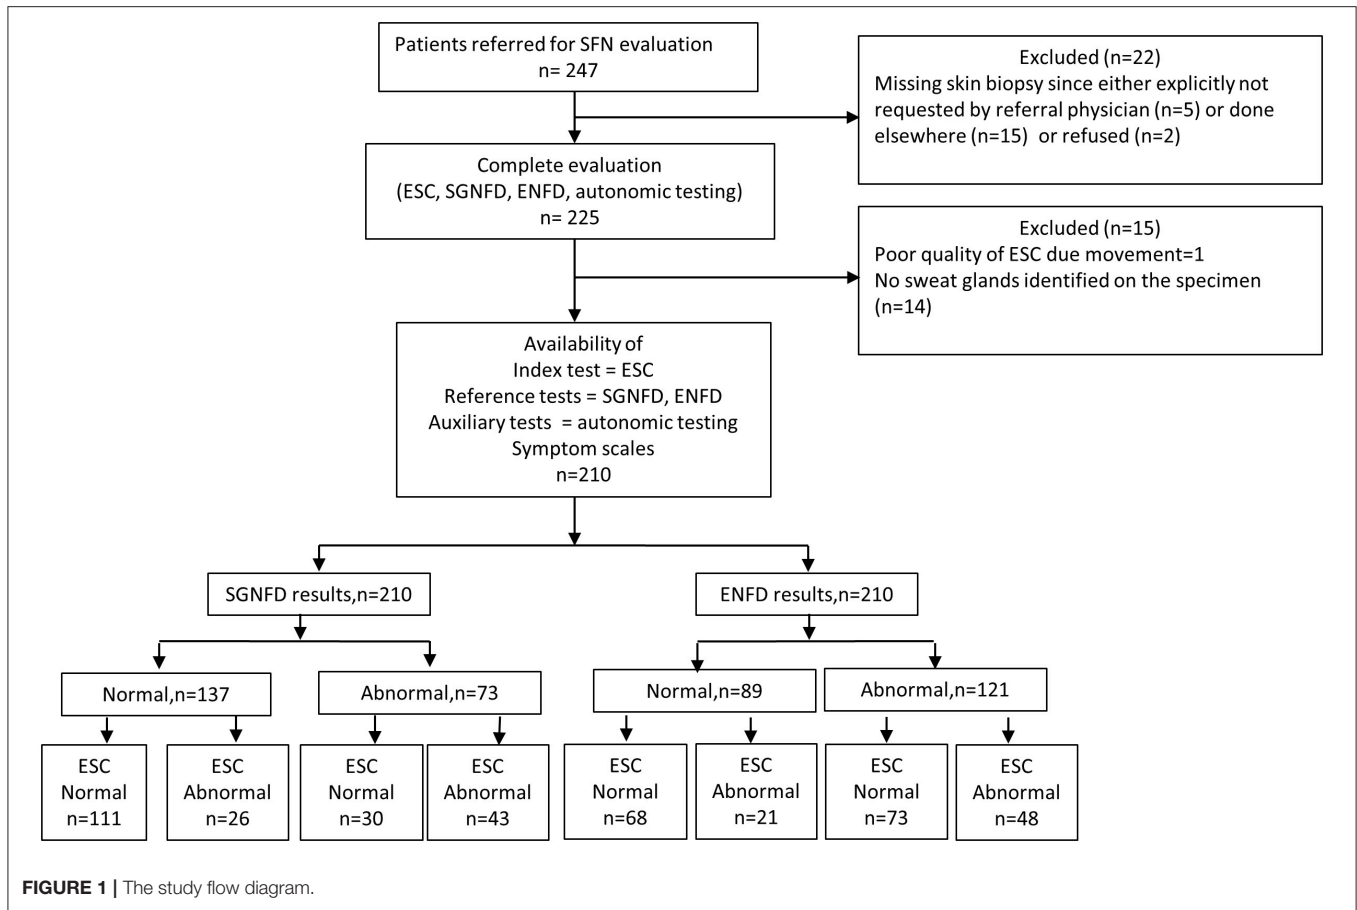 Patients referred for SFN evaluation
n= 247
Excluded (n=22)
Missing skin biopsy since either explicitly not
requested by referral physician (n=5) or done
elsewhere (n=15) or refused (n=2)
Complete evaluation
(ESC, SGNFD, ENFD, autonomic testing)
n= 225
Excluded (n=15)
Poor quality of ESC due movement=1
No sweat glands identified on the specimen
(n=14)
Availability of
Index test = ESC
Reference tests = SGNFD, ENFD
Auxiliary tests = autonomic testing
Symptom scales
n=210
SGNFD results,n=210
ENFD results,n=210
Normal,n=137
Abnormal,n=73
Normal,n=89
Abnormal,n=121
ESC
Normal
n=111
ESC
Abnormal
n=26
ESC
Normal
n=30
ESC
Abnormal
n=43
ESC
Normal
n=68
ESC
Abnormal
n=21
ESC
Normal
n=73
ESC
Abnormal
n=48
FIGURE 1 | The study flow diagram.